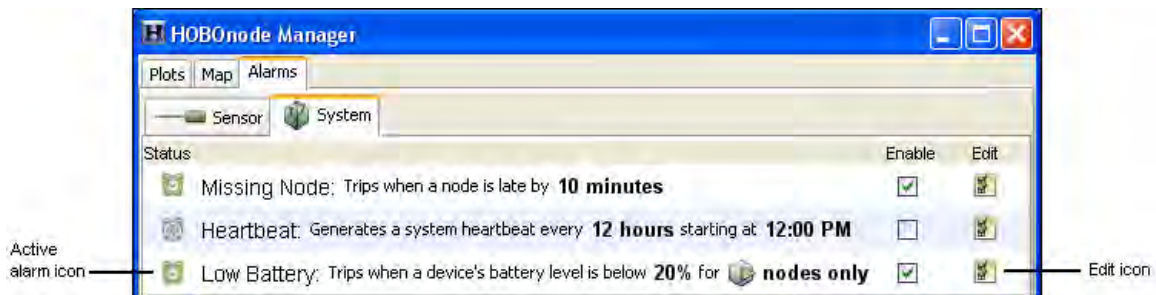 HOBOnode Manager
Plots Map Alarms
Sensor System
Status Enable Edit
Missing Node: Trips when a node is late by 10 minutes
Heartbeat: Generates a system heartbeat every 12 hours starting at 12:00 PM
Low Battery: Trips when a device's battery level is below 20% for nodes only
Active
alarm icon
Edit icon